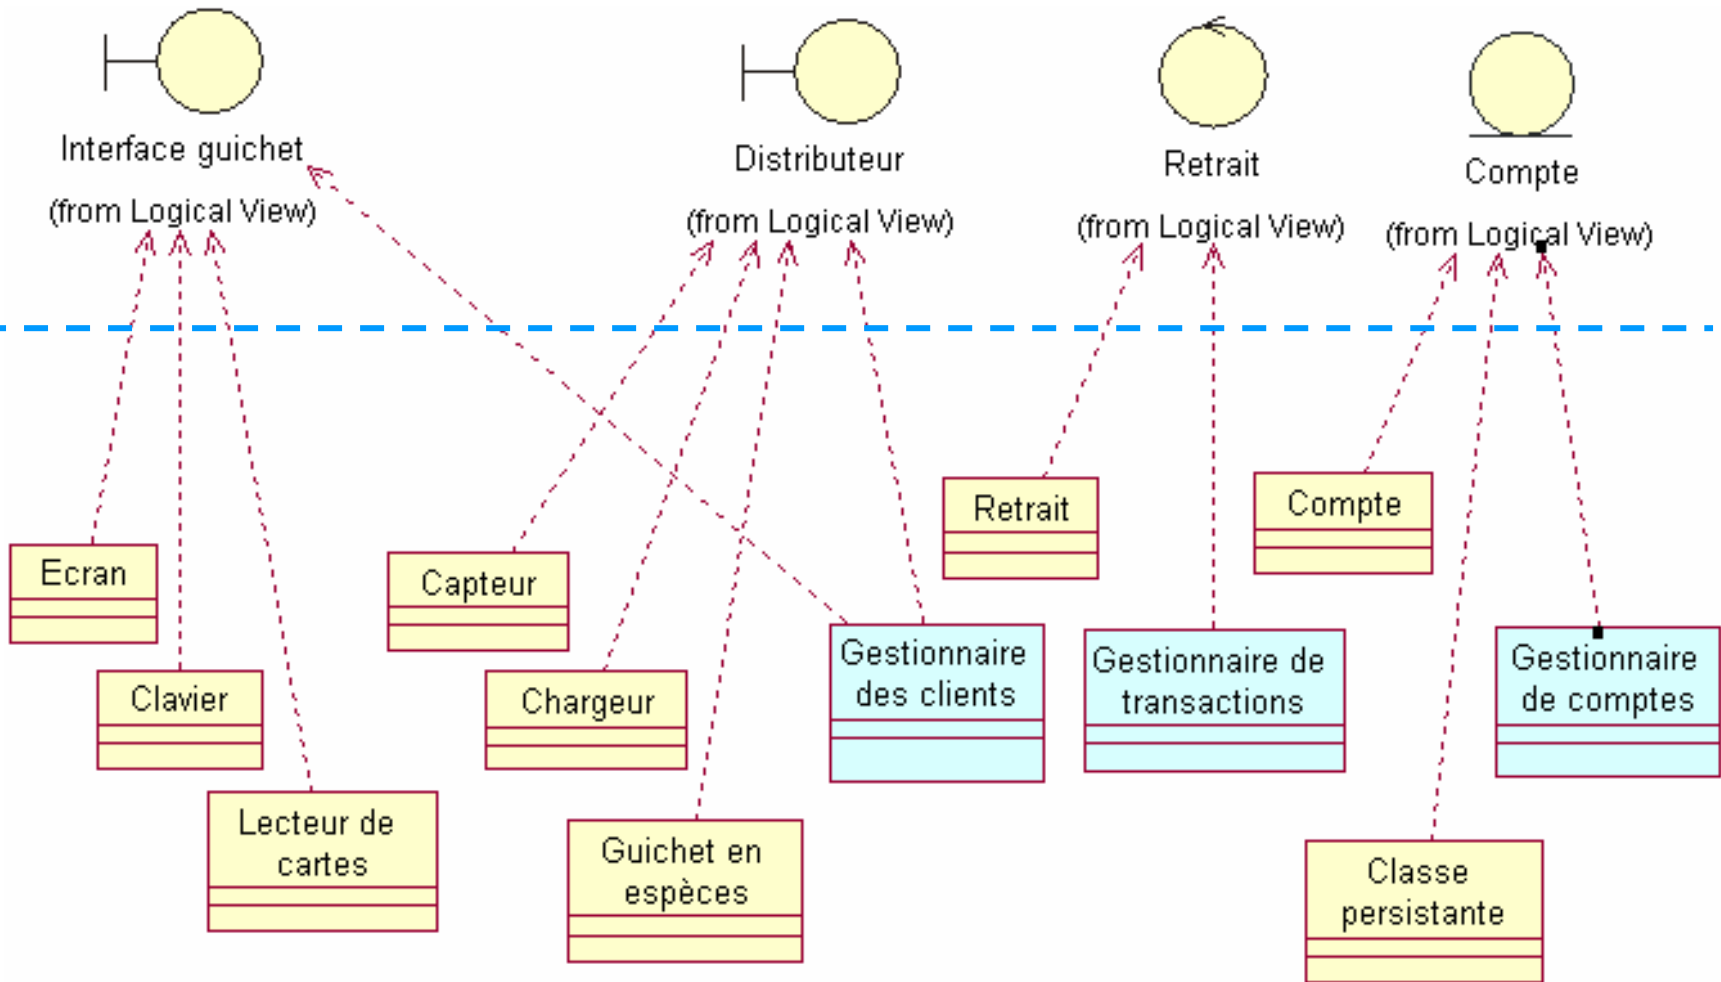 Interface guichet
(from Logical View)
Distributeur
(from Logical View)
Retrait
(from Logical View)
Compte
(from Logical View)
Ecran
Clavier
Lecteur de
cartes
Capteur
Chargeur
Guichet en
espèces
Gestionnaire
des clients
Retrait
Gestionnaire de
transactions
Compte
Gestionnaire
de comptes
Classe
persistante